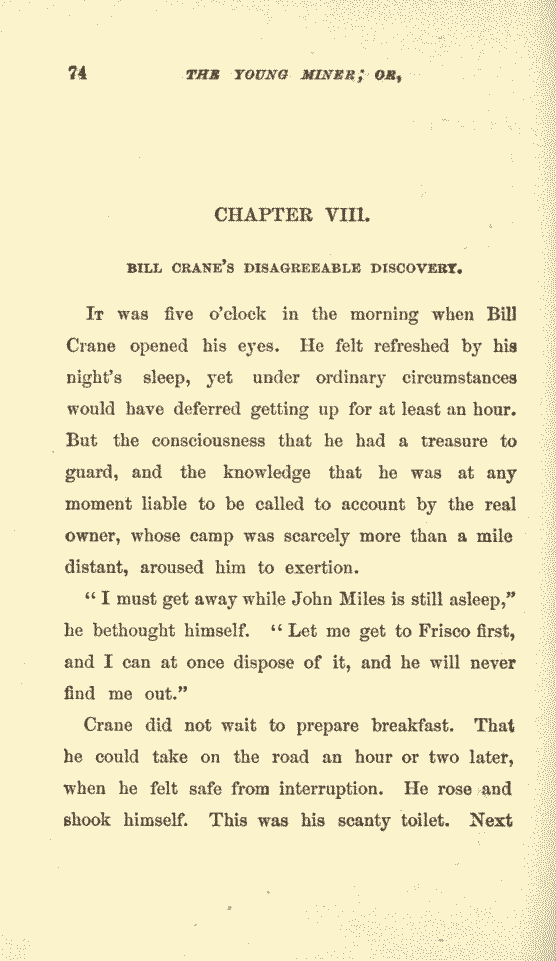 74 THE YOUNG MINER; OR,
CHAPTER VIII.
BILL CRANE'S DISAGREEABLE DISCOVERY.
IT was five o'clock in the morning when Bill
Crane opened his eyes. He felt refreshed by his
night's sleep, yet under ordinary circumstances
would have deferred getting up for at least an hour.
But the consciousness that he had a treasure to
guard, and the knowledge that he was at any
moment liable to be called to account by the real
owner, whose camp was scarcely more than a mile
distant, aroused him to exertion.
“ I must get away while John Miles is still asleep,”
he bethought himself. “ Let me get to Frisco first,
and I can at once dispose of it, and he will never
find me out.”
Crane did not wait to prepare breakfast. That
he could take on the road an hour or two later,
when he felt safe from interruption. He rose and
shook himself. This was his scanty toilet. Next